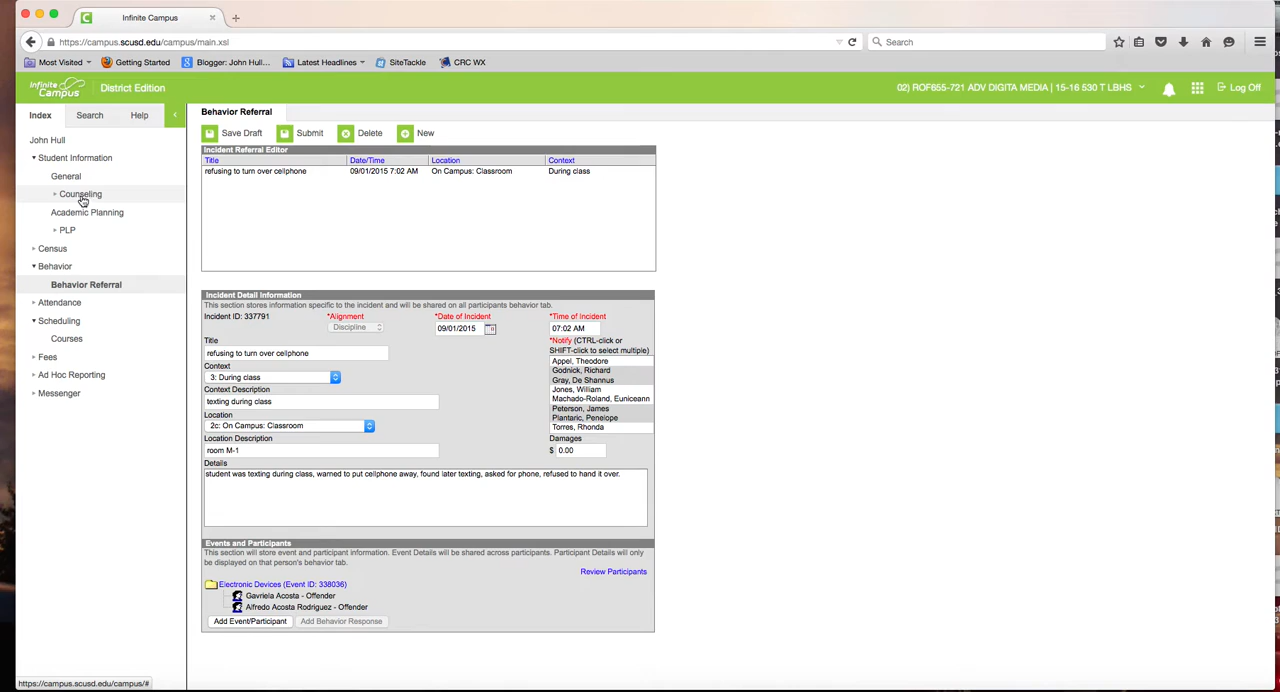 Infinite Campus
https://campus.scusd.edu/campus/main.xsl
Search
Most Visited
Getting Started
Blogger: John Hull...
Latest Headlines
SiteTackle
CRC WX
Infinite Campus
District Edition
02) ROF655-721 ADV DIGITA MEDIA | 15-16 530 T LBHS
Log Off
Index
Search
Help
John Hull
Student Information
General
Counseling
Academic Planning
PLP
Census
Behavior
Behavior Referral
Attendance
Scheduling
Courses
Fees
Ad Hoc Reporting
Messenger
Behavior Referral
Save Draft
Submit
Delete
New
Incident Referral Editor
Title Date/Time Location Context
refusing to turn over cellphone 09/01/2015 7:02 AM On Campus: Classroom During class
Incident Detail Information
This section stores information specific to the incident and will be shared on all participants behavior tab.
Incident ID: 337791
*Alignment
Discipline
*Date of Incident
09/01/2015
*Time of Incident
07:02 AM
Title
refusing to turn over cellphone
*Notify (CTRL-click or
SHIFT-click to select multiple)
Appel, Theodore
Godnick, Richard
Gray, De Shannus
Jones, William
Machado-Roland, Euniceann
Peterson, James
Plantaric, Penelope
Torres, Rhonda
Context
3: During class
Context Description
texting during class
Location
2c: On Campus: Classroom
Location Description
room M-1
Damages
$ 0.00
Details
student was texting during class, warned to put cellphone away, found later texting, asked for phone, refused to hand it over.
Events and Participants
This section will store event and participant information. Event Details will be shared across participants. Participant Details will only
be displayed on that person's behavior tab.
Review Participants
Electronic Devices (Event ID: 338036)
Gavriela Acosta - Offender
Alfredo Acosta Rodriguez - Offender
Add Event/Participant
Add Behavior Response
https://campus.scusd.edu/campus/#